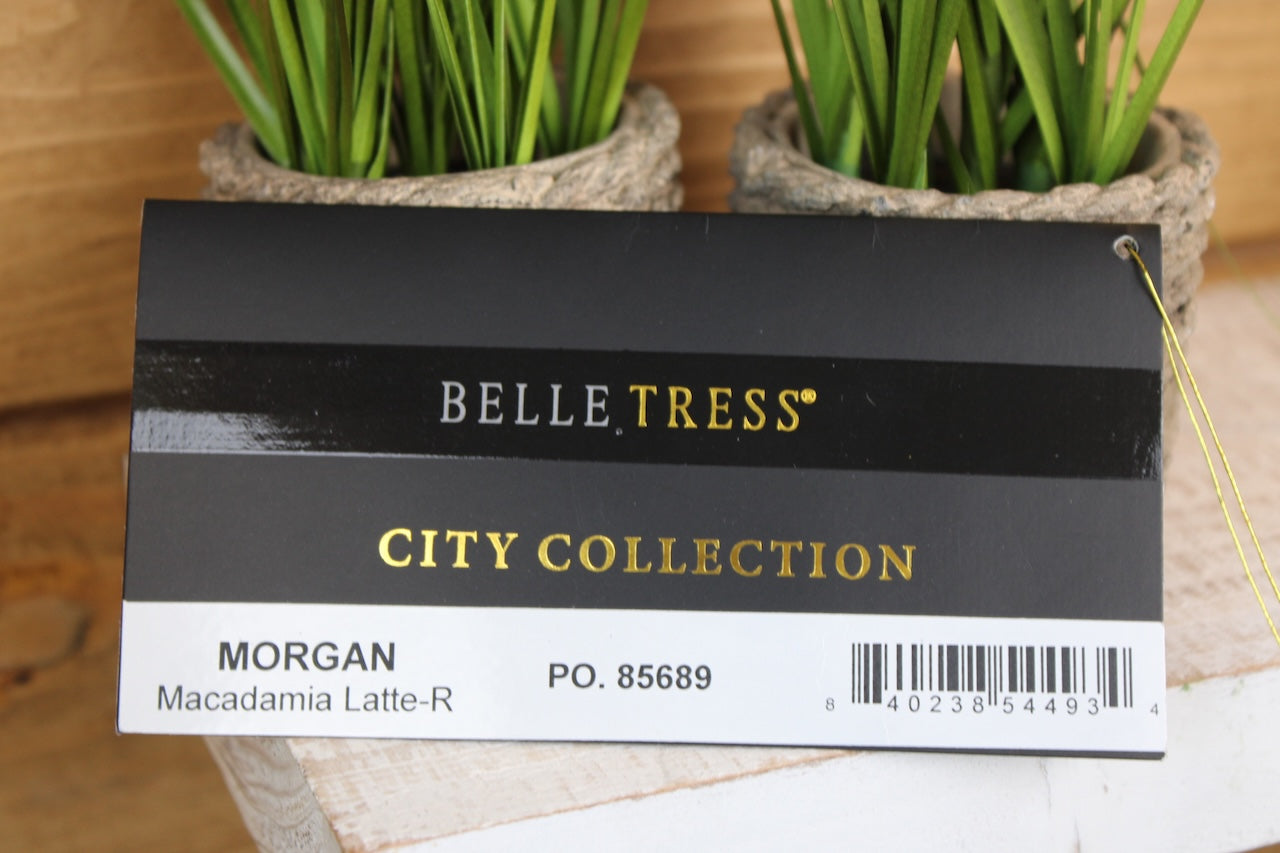 BELLE TRESS®
CITY COLLECTION
MORGAN
Macadamia Latte-R
PO. 85689
8 40238 54493 4